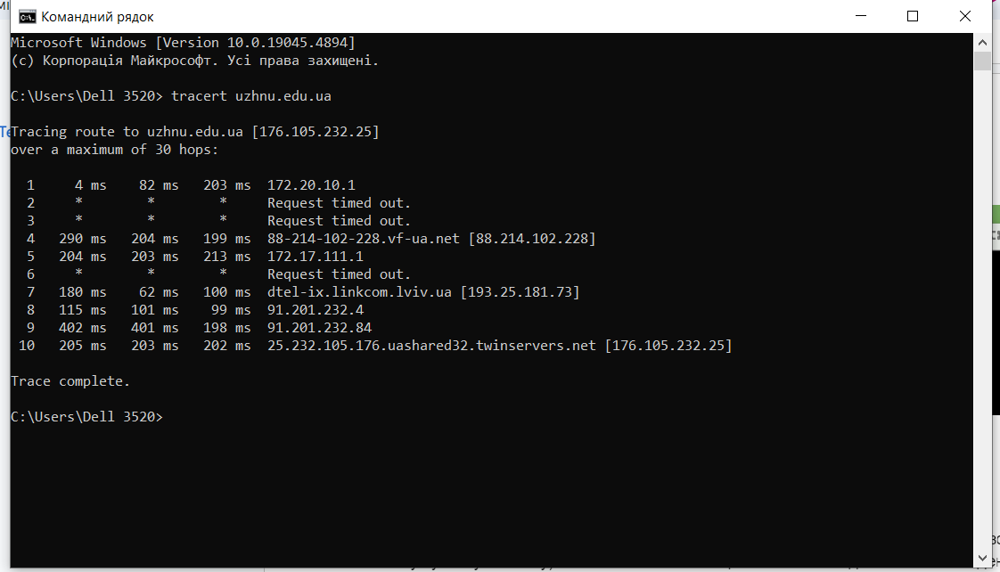 Командний рядок
Microsoft Windows [Version 10.0.19045.4894]
(c) Корпорація Майкрософт. Усі права захищені.
C:\Users\Dell 3520> tracert uzhnu.edu.ua
Tracing route to uzhnu.edu.ua [176.105.232.25]
over a maximum of 30 hops:
1 4 ms 82 ms 203 ms 172.20.10.1
2 * * * Request timed out.
3 * * * Request timed out.
4 290 ms 204 ms 199 ms 88-214-102-228.vf-ua.net [88.214.102.228]
5 204 ms 203 ms 213 ms 172.17.111.1
6 * * * Request timed out.
7 180 ms 62 ms 100 ms dtel-ix.linkcom.lviv.ua [193.25.181.73]
8 115 ms 101 ms 99 ms 91.201.232.4
9 402 ms 401 ms 198 ms 91.201.232.84
10 205 ms 203 ms 202 ms 25.232.105.176.uashared32.twinservers.net [176.105.232.25]
Trace complete.
C:\Users\Dell 3520>